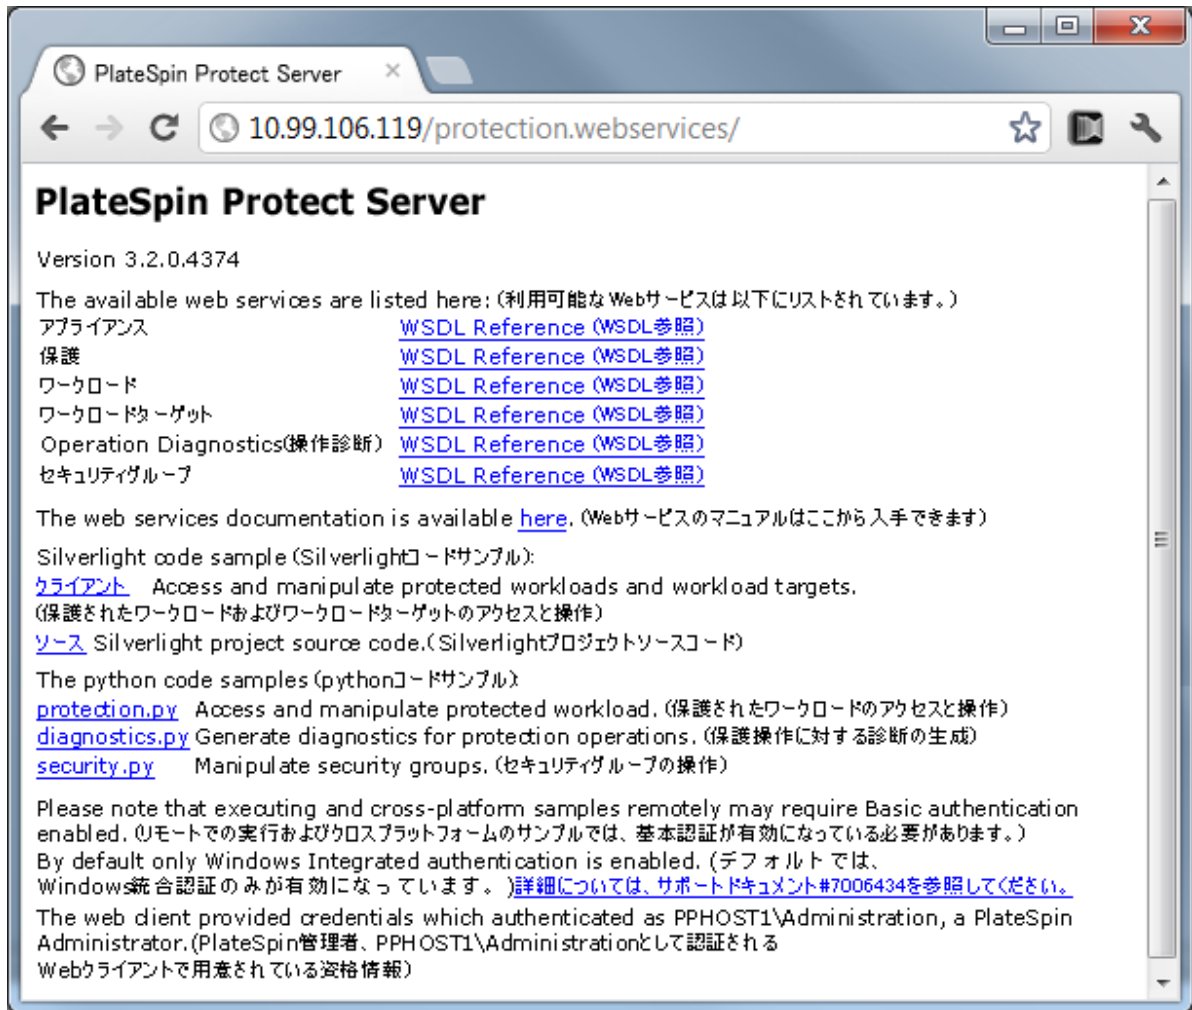 PlateSpin Protect Server
10.99.106.119/protection.webservices/
PlateSpin Protect Server
Version 3.2.0.4374
The available web services are listed here: (利用可能なWebサービスは以下にリストされています。)
アプライアンス WSDL Reference (WSDL参照)
保護 WSDL Reference (WSDL参照)
ワークロード WSDL Reference (WSDL参照)
ワークロードターゲット WSDL Reference (WSDL参照)
Operation Diagnostics(操作診断) WSDL Reference (WSDL参照)
セキュリティグループ WSDL Reference (WSDL参照)
The web services documentation is available here. (Webサービスのマニュアルはここから入手できます)
Silverlight code sample (Silverlightコードサンプル):
クライアント Access and manipulate protected workloads and workload targets.
(保護されたワークロードおよびワークロードターゲットのアクセスと操作)
ソース Silverlight project source code.(Silverlightプロジェクトソースコード)
The python code samples (pythonコードサンプル):
protection.py Access and manipulate protected workload. (保護されたワークロードのアクセスと操作)
diagnostics.py Generate diagnostics for protection operations. (保護操作に対する診断の生成)
security.py Manipulate security groups. (セキュリティグループの操作)
Please note that executing and cross-platform samples remotely may require Basic authentication
enabled. (リモートでの実行およびクロスプラットフォームのサンプルでは、基本認証が有効になっている必要があります。)
By default only Windows Integrated authentication is enabled. (デフォルトでは、
Windows統合認証のみが有効になっています。)詳細については、サポートドキュメント#7006434を参照してください。
The web client provided credentials which authenticated as PPHOST1\Administration, a PlateSpin
Administrator.(PlateSpin管理者、PPHOST1\Administrationとして認証される
Webクライアントで用意されている資格情報)